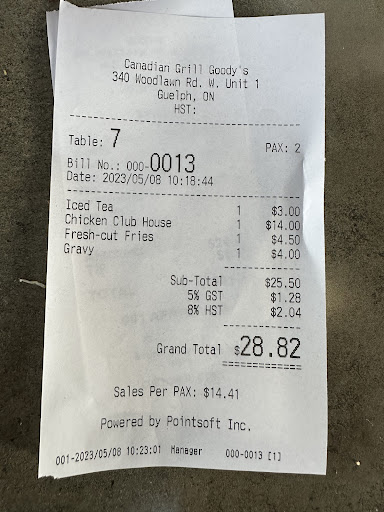 Canadian Grill Goody's
340 Woodlawn Rd. W. Unit 1
Guelph, ON
HST:
Table: 7 PAX: 2
Bill No.: 000-0013
Date: 2023/05/08 10:18:44
Iced Tea 1 $3.00
Chicken Club House 1 $14.00
Fresh-cut Fries 1 $4.50
Gravy 1 $4.00
Sub-Total $25.50
5% GST $1.28
8% HST $2.04
Grand Total $28.82
Sales Per PAX: $14.41
Powered by Pointsoft Inc.
001-2023/05/08 10:23:01 Manager 000-0013 [1]